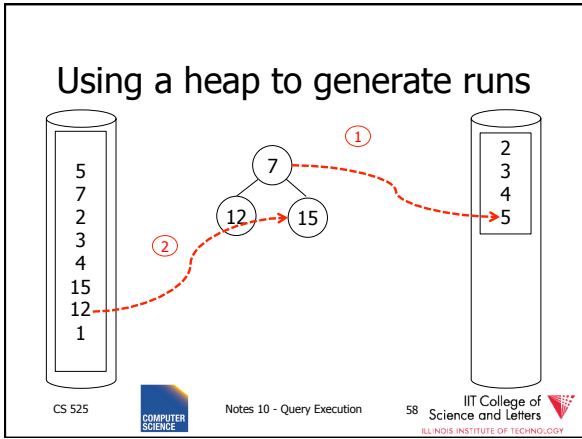 Using a heap to generate runs
5
7
2
3
4
15
12
1
7
12
15
1
2
2
3
4
5
CS 525
COMPUTER
SCIENCE
Notes 10 - Query Execution
58
IIT College of
Science and Letters
ILLINOIS INSTITUTE OF TECHNOLOGY